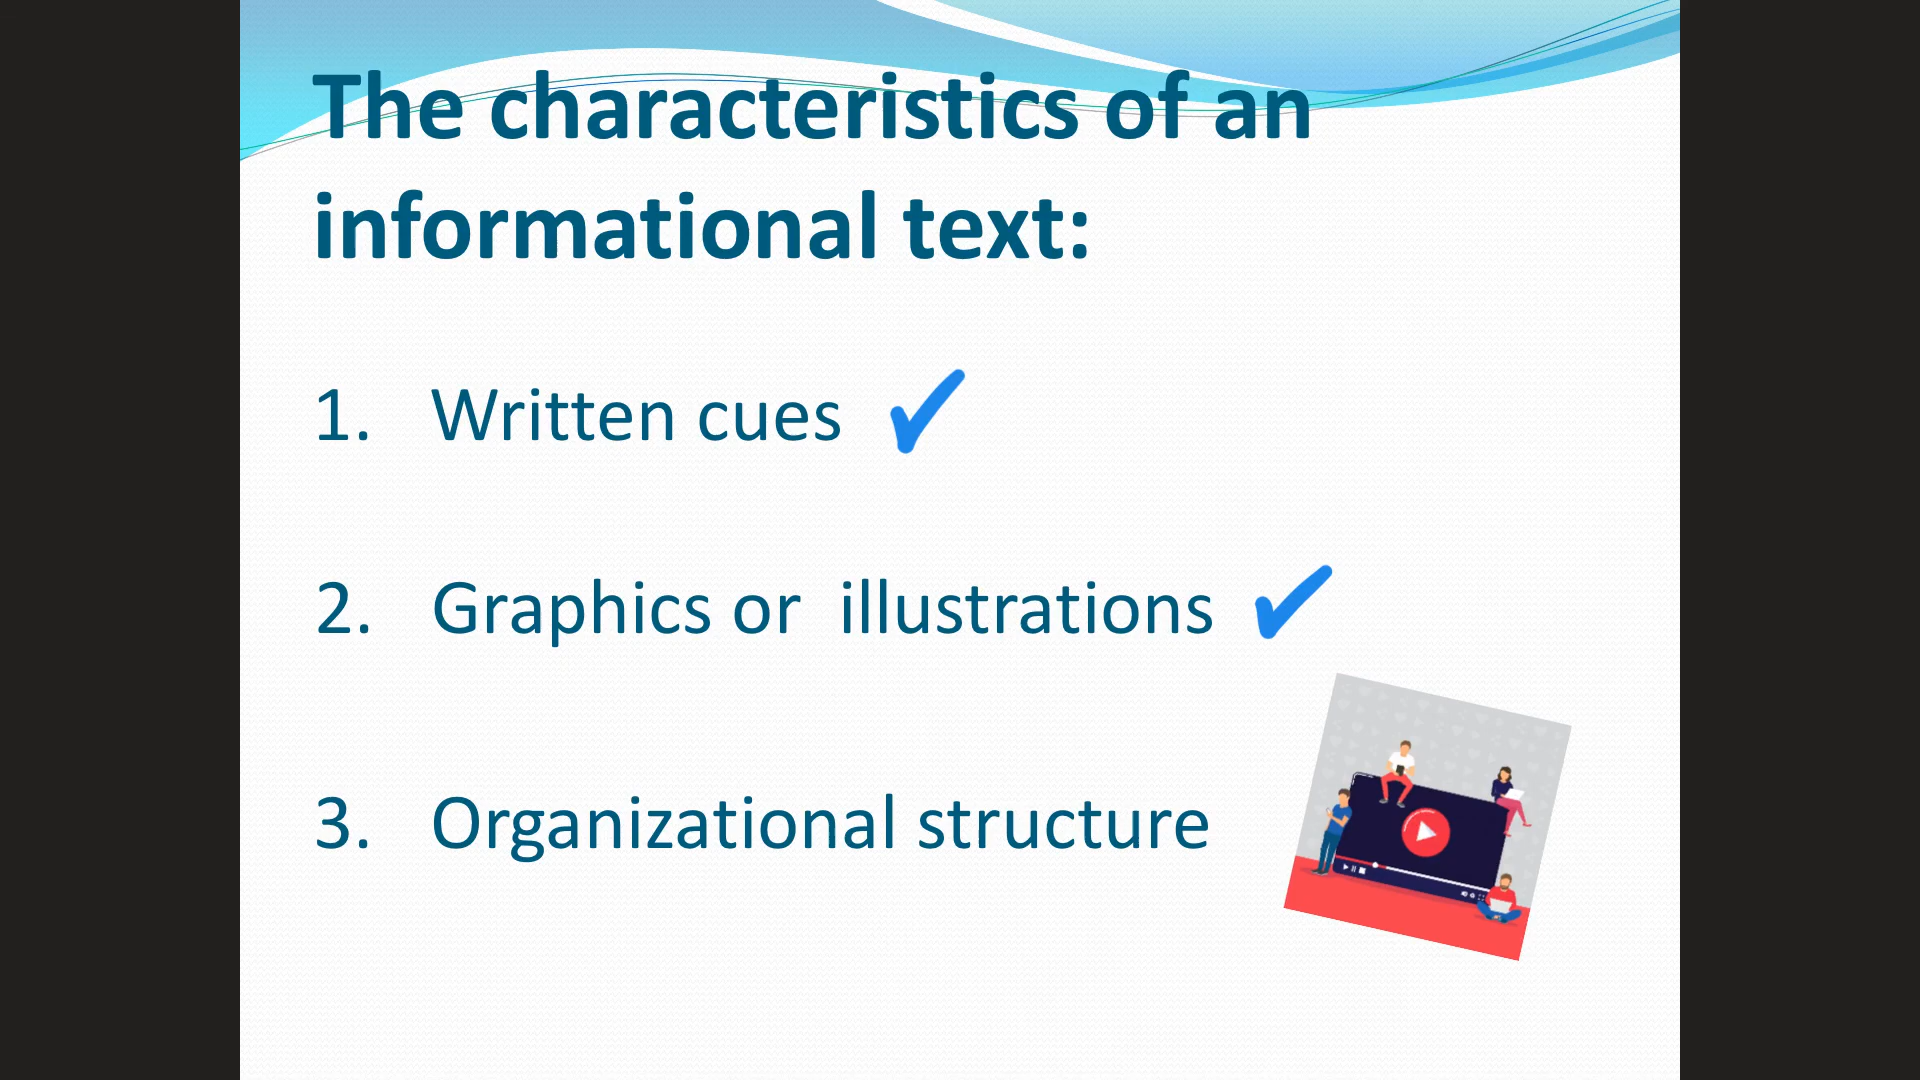 The characteristics of an
informational text:
1. Written cues
2. Graphics or illustrations
3. Organizational structure